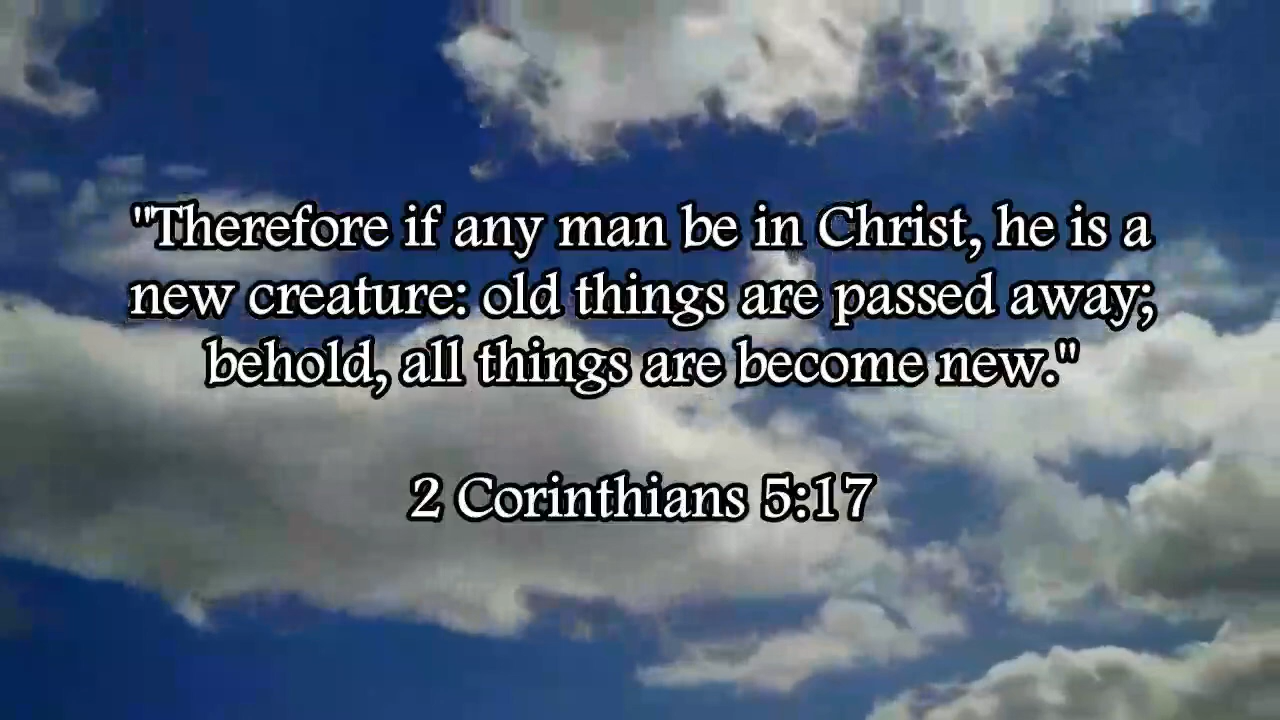 "Therefore if any man be in Christ, he is a
new creature: old things are passed away;
behold, all things are become new."
2 Corinthians 5:17